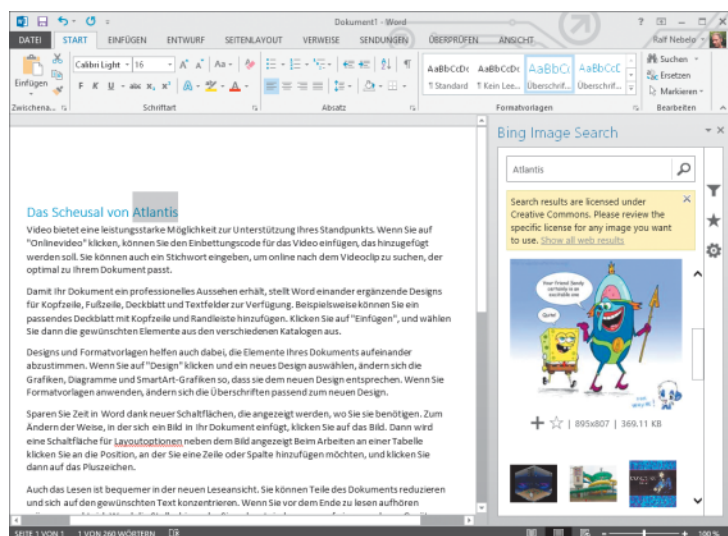 Dokument1 - Word
DATEI START EINFÜGEN ENTWURF SEITENLAYOUT VERWEISE SENDUNGEN ÜBERPRÜFEN ANSICHT Ralf Nebelo
Calibri Light 16 Aa
Einfügen F K U abc x₂ x² A
AaBbCcDc AaBbCcDc AaBbCc AaBbCcC
¶ Standard ¶ Kein Lee... Überschrif... Überschrif...
Suchen
Ersetzen
Markieren
Zwischena... Schriftart Absatz Formatvorlagen Bearbeiten
Das Scheusal von Atlantis
Video bietet eine leistungsstarke Möglichkeit zur Unterstützung Ihres Standpunkts. Wenn Sie auf
"Onlinevideo" klicken, können Sie den Einbettungscode für das Video einfügen, das hinzugefügt
werden soll. Sie können auch ein Stichwort eingeben, um online nach dem Videoclip zu suchen, der
optimal zu Ihrem Dokument passt.
Damit Ihr Dokument ein professionelles Aussehen erhält, stellt Word einander ergänzende Designs
für Kopfzeile, Fußzeile, Deckblatt und Textfelder zur Verfügung. Beispielsweise können Sie ein
passendes Deckblatt mit Kopfzeile und Randleiste hinzufügen. Klicken Sie auf "Einfügen", und wählen
Sie dann die gewünschten Elemente aus den verschiedenen Katalogen aus.
Designs und Formatvorlagen helfen auch dabei, die Elemente Ihres Dokuments aufeinander
abzustimmen. Wenn Sie auf "Design" klicken und ein neues Design auswählen, ändern sich die
Grafiken, Diagramme und SmartArt-Grafiken so, dass sie dem neuen Design entsprechen. Wenn Sie
Formatvorlagen anwenden, ändern sich die Überschriften passend zum neuen Design.
Sparen Sie Zeit in Word dank neuer Schaltflächen, die angezeigt werden, wo Sie sie benötigen. Zum
Ändern der Weise, in der sich ein Bild in Ihr Dokument einfügt, klicken Sie auf das Bild. Dann wird
eine Schaltfläche für Layoutoptionen neben dem Bild angezeigt Beim Arbeiten an einer Tabelle
klicken Sie an die Position, an der Sie eine Zeile oder Spalte hinzufügen möchten, und klicken Sie
dann auf das Pluszeichen.
Auch das Lesen ist bequemer in der neuen Leseansicht. Sie können Teile des Dokuments reduzieren
und sich auf den gewünschten Text konzentrieren. Wenn Sie vor dem Ende zu lesen aufhören
Bing Image Search
Atlantis
Search results are licensed under
Creative Commons. Please review the
specific license for any image you want
to use. Show all web results
Your Friend Sandy
certainly is an
excitable one
Quite!
895x807 | 369.11 KB
SEITE 1 VON 1 1 VON 260 WÖRTERN 100 %